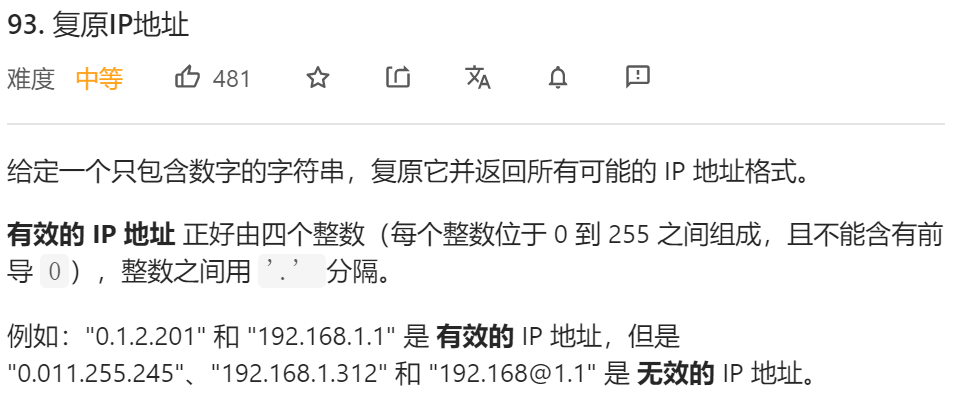 93. 复原IP地址
难度 中等 481
给定一个只包含数字的字符串，复原它并返回所有可能的 IP 地址格式。
有效的 IP 地址 正好由四个整数（每个整数位于 0 到 255 之间组成，且不能含有前
导 0），整数之间用 '.' 分隔。
例如："0.1.2.201" 和 "192.168.1.1" 是 有效的 IP 地址，但是
"0.011.255.245"、"192.168.1.312" 和 "192.168@1.1" 是 无效的 IP 地址。